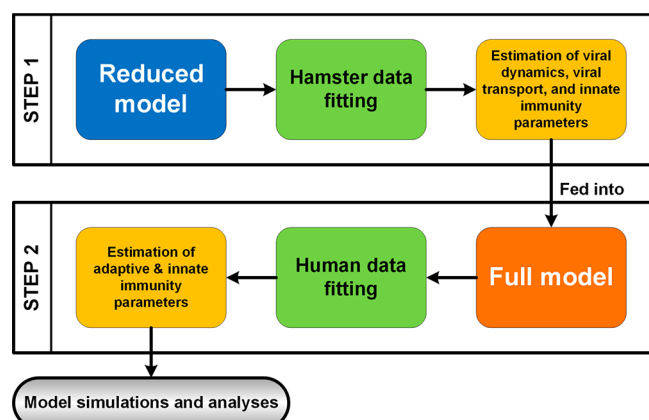 STEP 1
Reduced
model
Hamster data
fitting
Estimation of viral
dynamics, viral
transport, and innate
immunity
parameters
Fed into
STEP 2
Full model
Human data
fitting
Estimation of
adaptive & innate
immunity
parameters
Model simulations and analyses